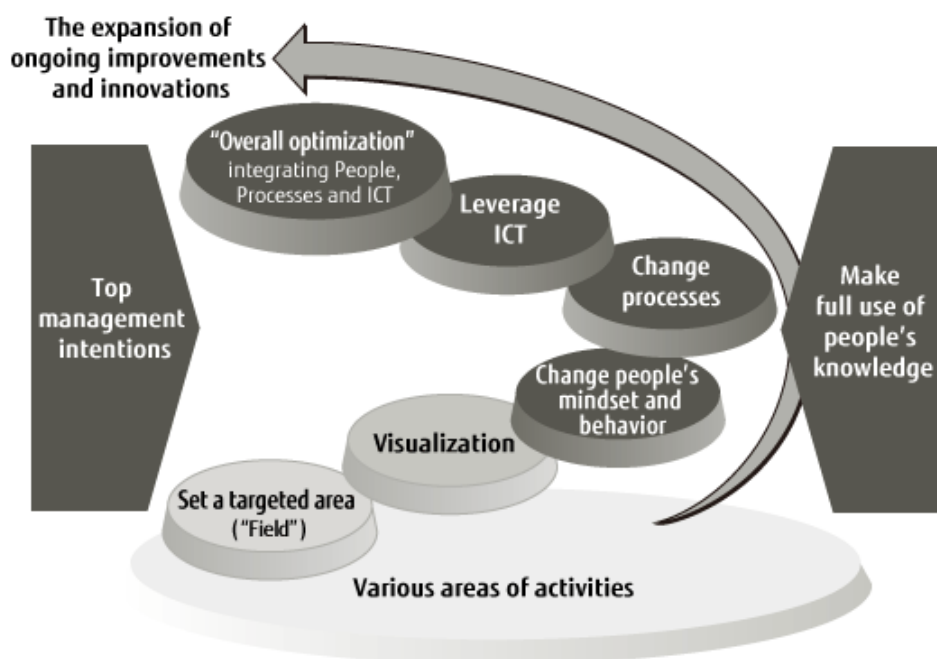 The expansion of
ongoing improvements
and innovations
“Overall optimization”
integrating People,
Processes and ICT
Leverage
ICT
Change
processes
Top
management
intentions
Make
full use of
people’s
knowledge
Change people’s
mindset and
behavior
Visualization
Set a targeted area
(“Field”)
Various areas of activities